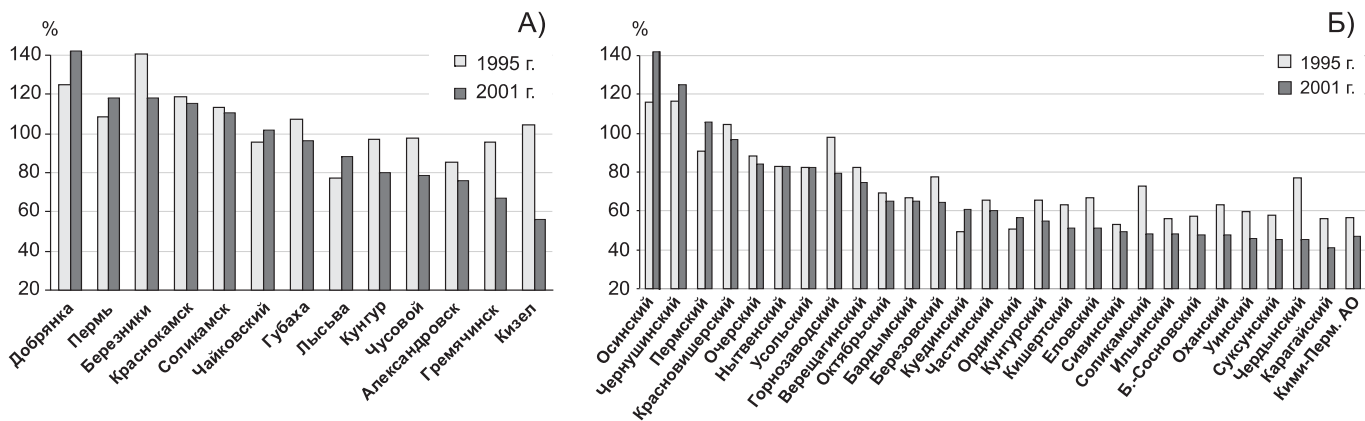 А)
%
140
120
100
80
60
40
20
1995 г.
2001 г.
Добрянка
Пермь
Березники
Краснокамск
Соликамск
Чайковский
Губаха
Лысьва
Кунгур
Чусовой
Александровск
Гремячинск
Кизел
Б)
%
140
120
100
80
60
40
20
1995 г.
2001 г.
Осинский
Чернушинский
Пермский
Красновишерский
Очерский
Нытвенский
Усольский
Горнозаводский
Верещагинский
Октябрьский
Бардымский
Березовский
Куединский
Частинский
Ординский
Кунгурский
Кишертский
Еловский
Сивинский
Соликамский
Ильинский
Б.-Сосновский
Оханский
Уинский
Суксунский
Чердынский
Карагайский
Кими-Перм. АО